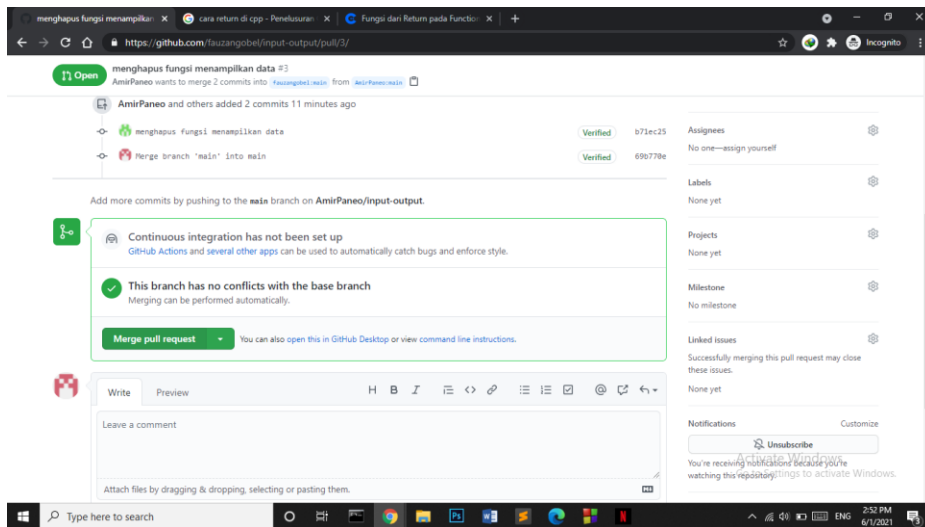 menghapus fungsi menampilkan
cara return di cpp - Penelusuran
Fungsi dari Return pada Function
https://github.com/fauzangobel/input-output/pull/3/
Incognito
Open
menghapus fungsi menampilkan data #3
AmirPaneo wants to merge 2 commits into fauzangobel:main from AmirPaneo:main
AmirPaneo and others added 2 commits 11 minutes ago
menghapus fungsi menampilkan data Verified b71ec25
Merge branch 'main' into main Verified 69b770e
Add more commits by pushing to the main branch on AmirPaneo/input-output.
Continuous integration has not been set up
GitHub Actions and several other apps can be used to automatically catch bugs and enforce style.
This branch has no conflicts with the base branch
Merging can be performed automatically.
Merge pull request
You can also open this in GitHub Desktop or view command line instructions.
Write Preview
H B I
Leave a comment
Attach files by dragging & dropping, selecting or pasting them.
Assignees
No one—assign yourself
Labels
None yet
Projects
None yet
Milestone
No milestone
Linked issues
Successfully merging this pull request may close
these issues.
None yet
Notifications Customize
Unsubscribe
You're receiving notifications because you're
watching this repository.
Activate Windows
Go to Settings to activate Windows.
Type here to search
Ps
ENG
2:52 PM
6/1/2021
3